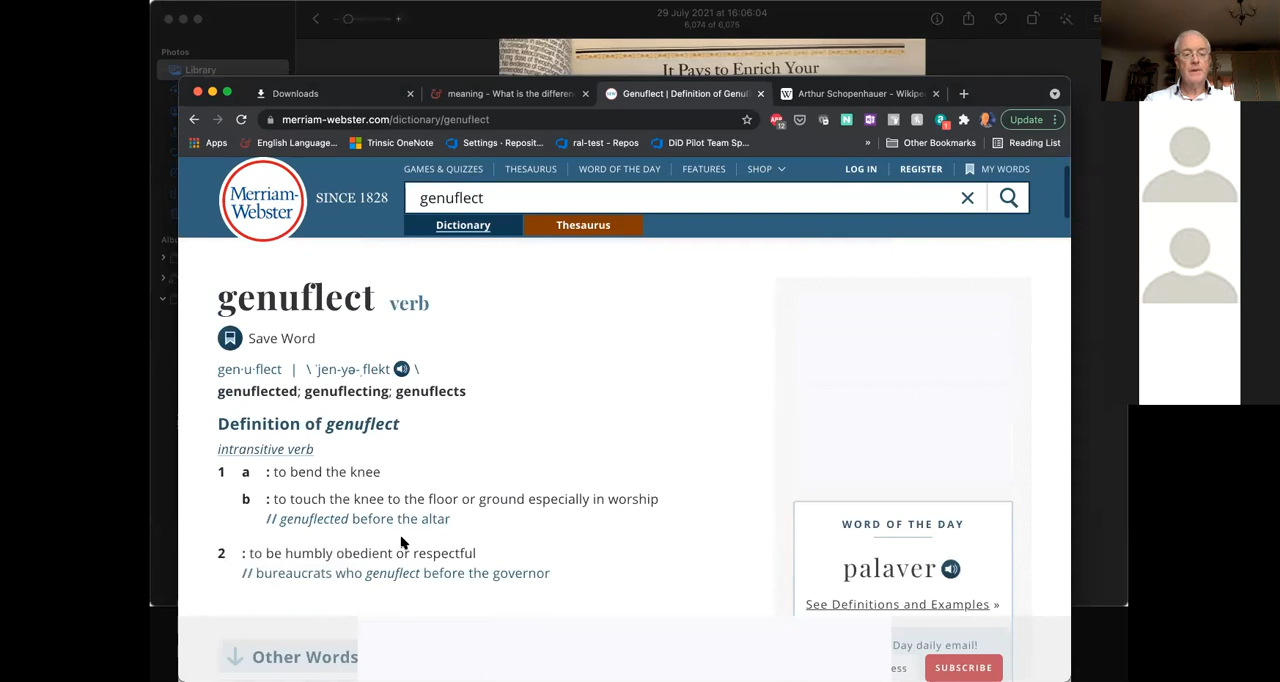 29 July 2021 at 16:06:04
6,074 of 6,075
Photos
Library
It Pays to Enrich Your
Downloads
meaning - What is the differen
Genuflect | Definition of Genuf
Arthur Schopenhauer - Wikipe
merriam-webster.com/dictionary/genuflect
Update
Apps
English Language...
Trinsic OneNote
Settings · Reposit...
ral-test - Repos
DiD Pilot Team Sp...
»
Other Bookmarks
Reading List
Merriam-
Webster
SINCE 1828
GAMES & QUIZZES
THESAURUS
WORD OF THE DAY
FEATURES
SHOP
LOG IN
REGISTER
MY WORDS
genuflect
Dictionary
Thesaurus
genuflect verb
Save Word
gen·u·flect | \ ˈjen-yə-ˌflekt \
genuflected; genuflecting; genuflects
Definition of genuflect
intransitive verb
1 a : to bend the knee
b : to touch the knee to the floor or ground especially in worship
// genuflected before the altar
2 : to be humbly obedient or respectful
// bureaucrats who genuflect before the governor
Other Words
WORD OF THE DAY
palaver
See Definitions and Examples »
Day daily email!
ess
SUBSCRIBE